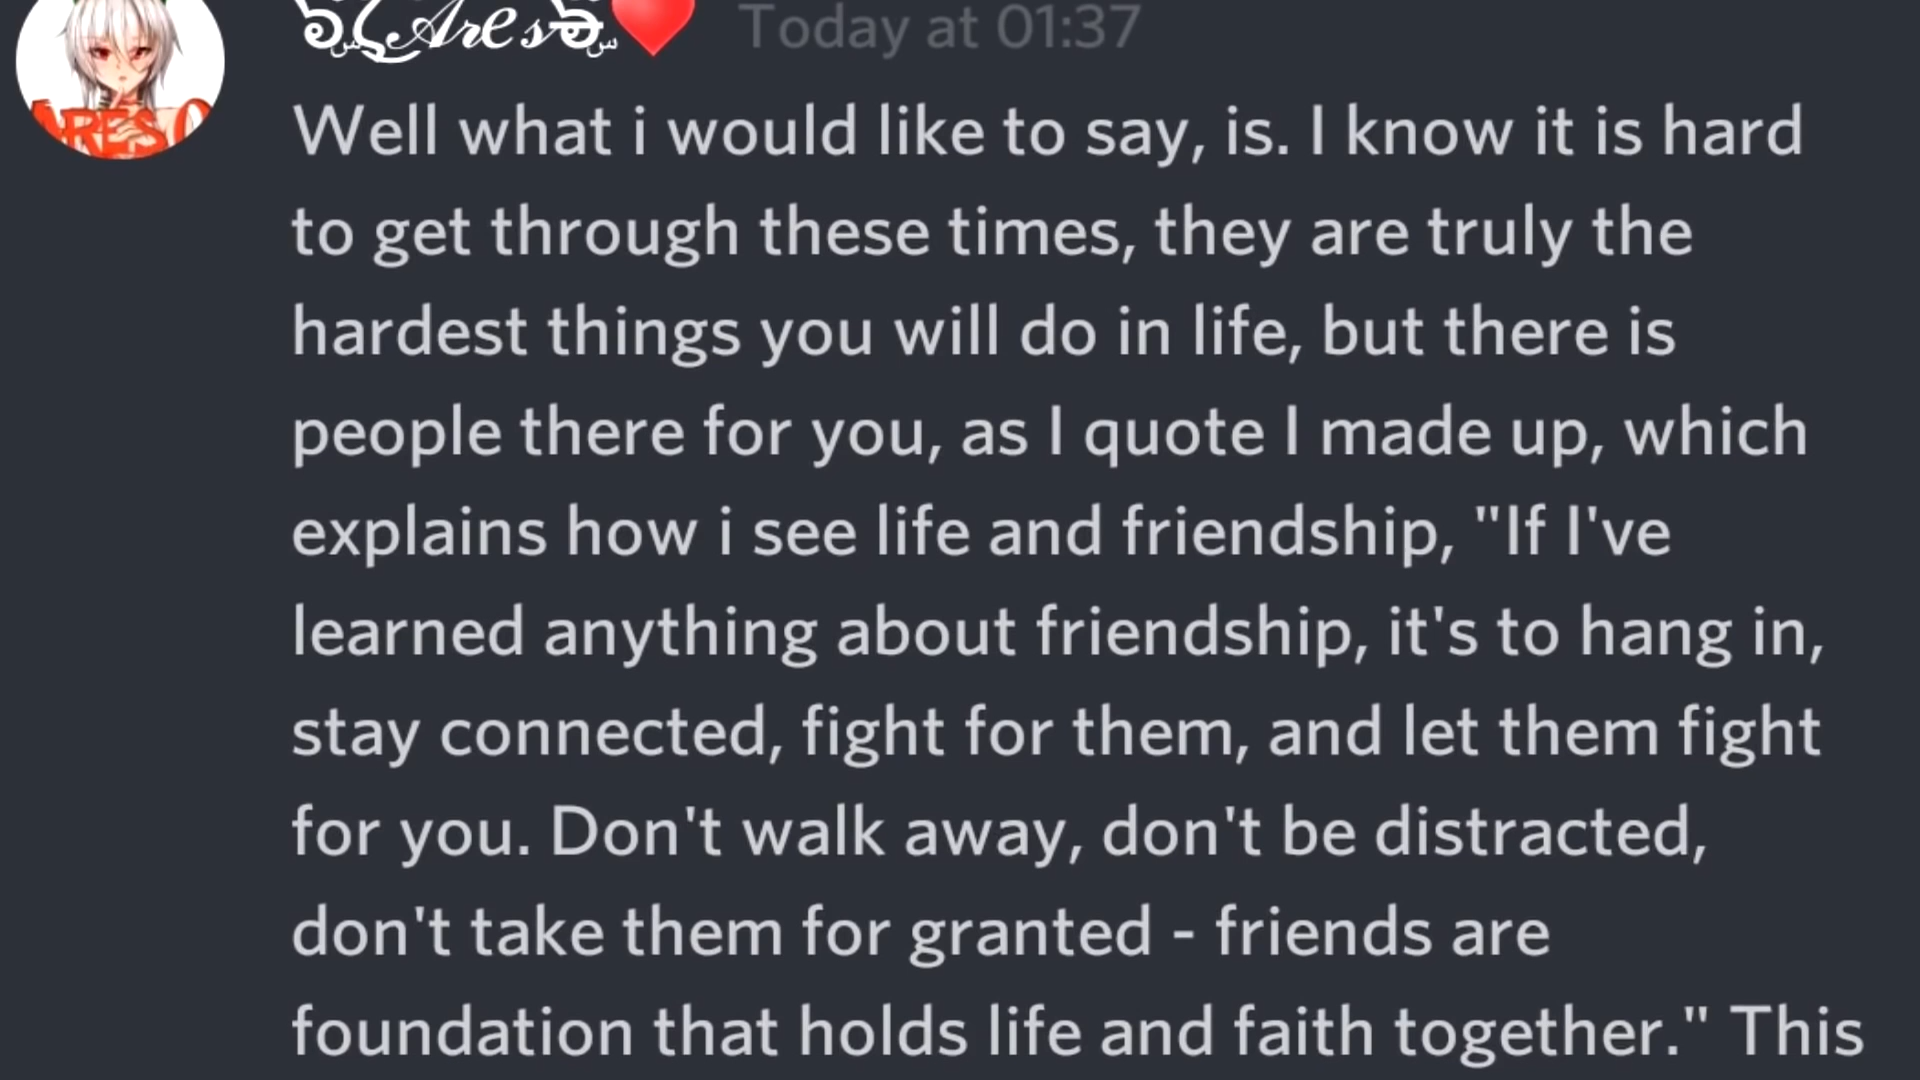 Ares❤️ Today at 01:37
ARES
Well what i would like to say, is. I know it is hard
to get through these times, they are truly the
hardest things you will do in life, but there is
people there for you, as I quote I made up, which
explains how i see life and friendship, "If I've
learned anything about friendship, it's to hang in,
stay connected, fight for them, and let them fight
for you. Don't walk away, don't be distracted,
don't take them for granted - friends are
foundation that holds life and faith together." This